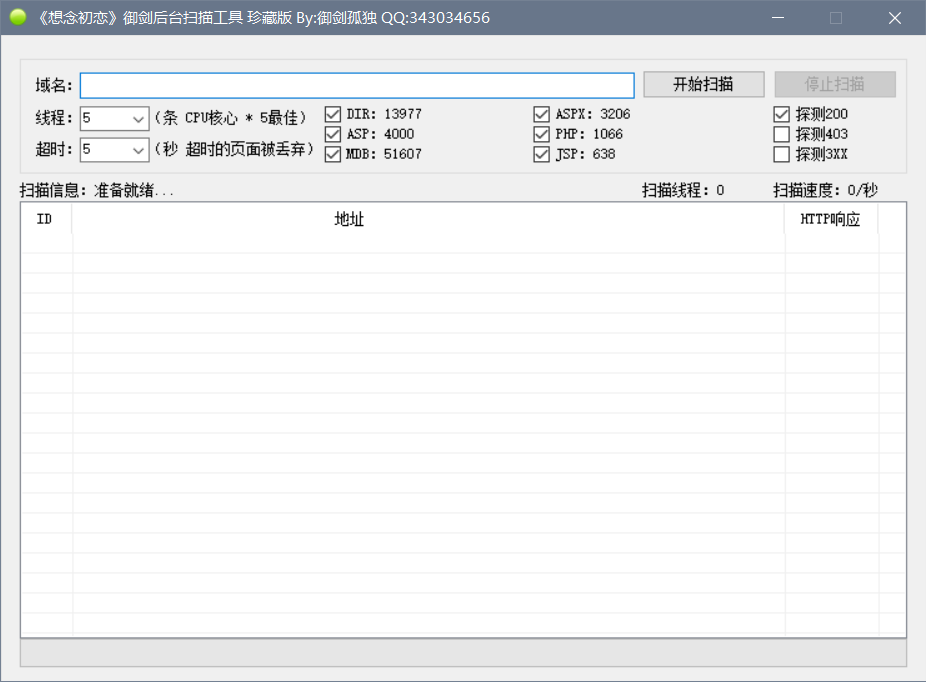 《想念初恋》御剑后台扫描工具 珍藏版 By:御剑孤独 QQ:343034656
域名: 开始扫描 停止扫描
线程: 5 (条 CPU核心 * 5最佳) DIR: 13977 ASPX: 3206 探测200
ASP: 4000 PHP: 1066 探测403
超时: 5 (秒 超时的页面被丢弃) MDB: 51607 JSP: 638 探测3XX
扫描信息: 准备就绪... 扫描线程: 0 扫描速度: 0/秒
ID 地址 HTTP响应